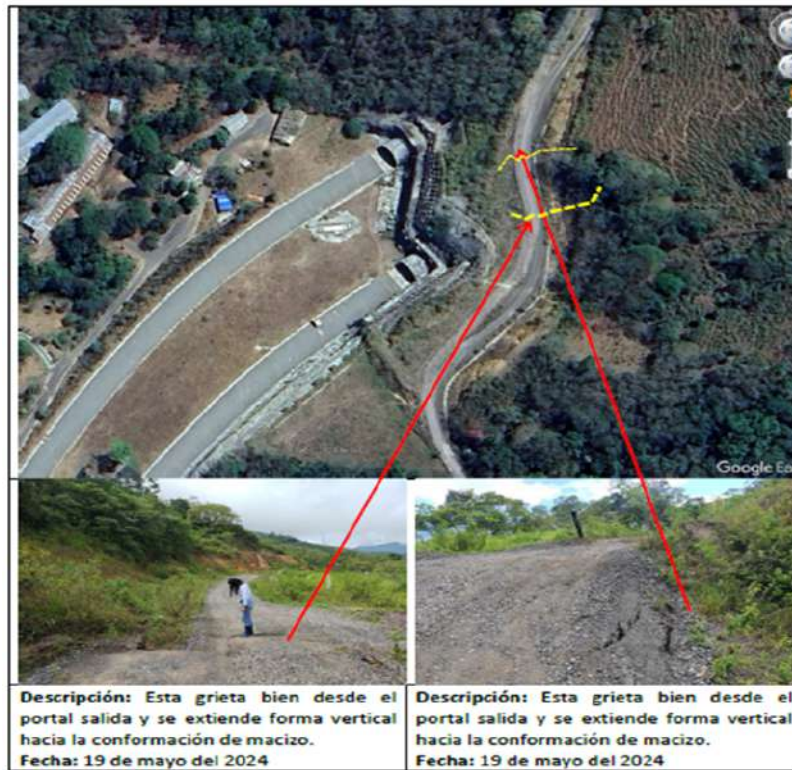 Google Ea
Descripción: Esta grieta bien desde el
portal salida y se extiende forma vertical
hacia la conformación de macizo.
Fecha: 19 de mayo del 2024
Descripción: Esta grieta bien desde el
portal salida y se extiende forma vertical
hacia la conformación de macizo.
Fecha: 19 de mayo del 2024